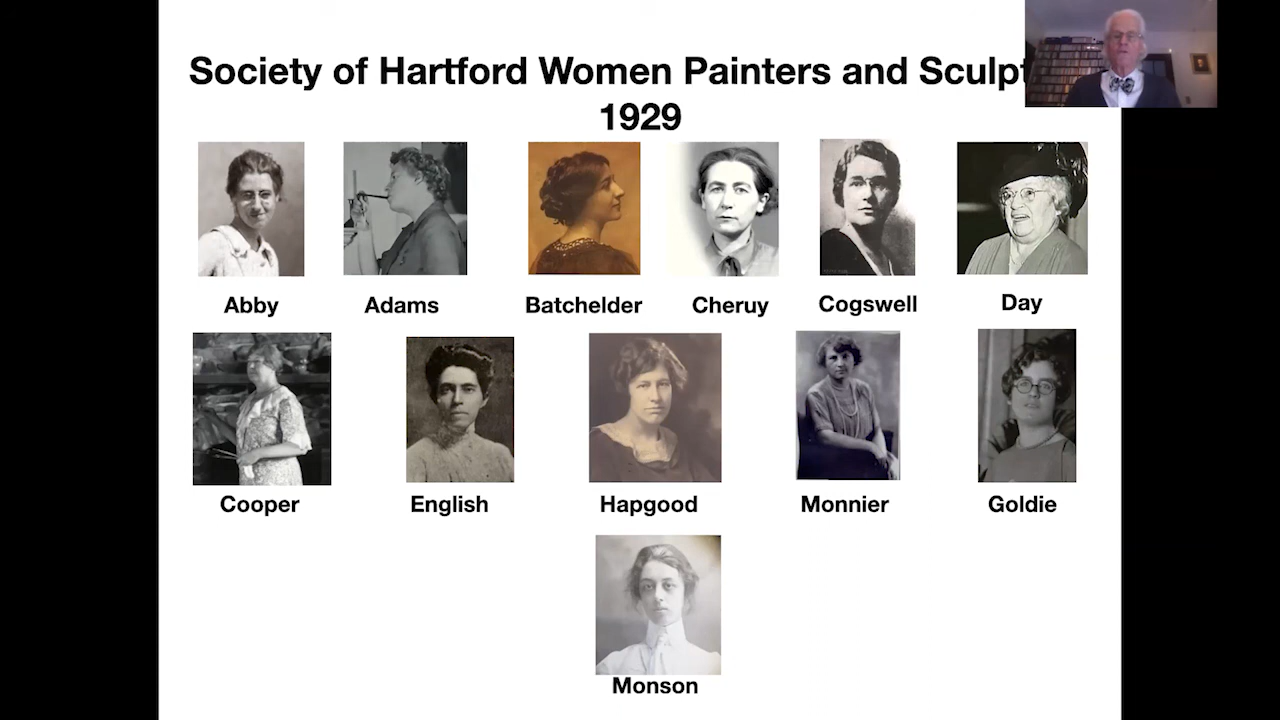 Society of Hartford Women Painters and Sculpt
1929
Abby Adams Batchelder Cheruy Cogswell Day
Cooper English Hapgood Monnier Goldie
Monson